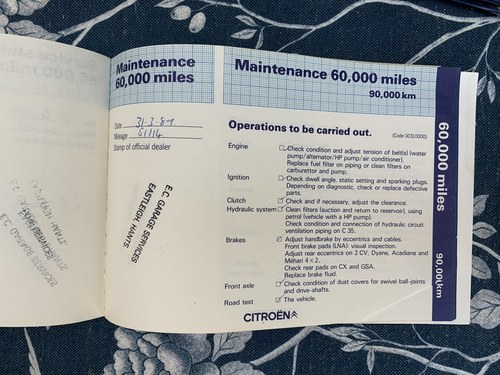 Maintenance
60,000 miles
Date 31-3-87
Mileage 51114
Stamp of official dealer
E.C. GARAGE SERVICES
EASTLEIGH, HANTS.
Maintenance 60,000 miles
90,000 km
Operations to be carried out. (Code 00310000)
Engine Check condition and adjust tension of belt(s) (water
pump/alternator/HP pump/air conditioner).
Replace fuel filter on piping or clean filters on
carburettor and pump.
Ignition Check dwell angle, static setting and sparking plugs.
Depending on diagnostic, check or replace defective
parts.
Clutch Check and if necessary, adjust the clearance.
Hydraulic system Clean filters (suction and return to reservoir), using
petrol (vehicle with a HP pump).
Check condition and connection of hydraulic circuit
ventilation piping on C 35.
Brakes Adjust handbrake by eccentrics and cables.
Front brake pads (LNA): visual inspection.
Adjust rear eccentrics on 2 CV, Dyane, Acadiane and
Méhari 4 × 2.
Check rear pads on CX and GSA.
Replace brake fluid.
Front axle Check condition of dust covers for swivel ball-joints
and drive-shafts.
Road test The vehicle.
CITROËN
60,000 miles
90,000km